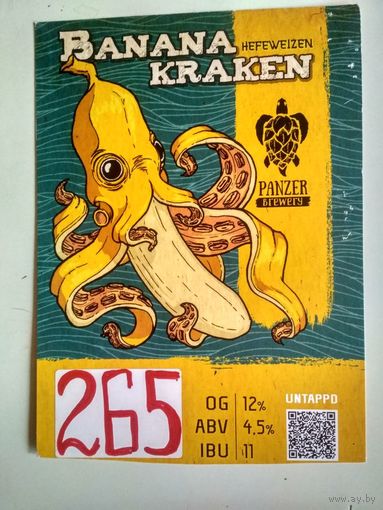 BANANA HEFEWEIZEN
KRAKEN
PANZER
Brewery
265
OG 12%
ABV 4,5%
IBU 11
UNTAPPD
www.ay.by